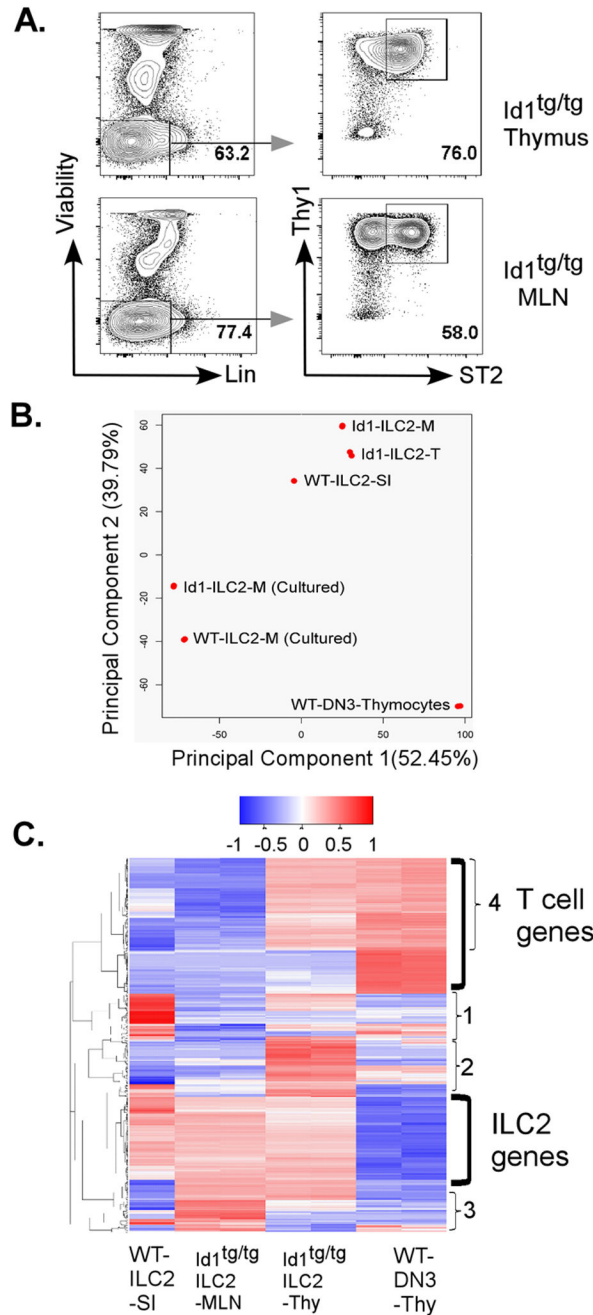 A.
Viability
63.2
Thy1
76.0
Id1tg/tg
Thymus
77.4
58.0
Id1tg/tg
MLN
Lin
ST2
B.
Principal Component 2 (39.79%)
60
40
20
0
-20
-40
-60
Id1-ILC2-M
Id1-ILC2-T
WT-ILC2-SI
Id1-ILC2-M (Cultured)
WT-ILC2-M (Cultured)
WT-DN3-Thymocytes
-50 0 50 100
Principal Component 1(52.45%)
C.
-1 -0.5 0 0.5 1
4
T cell
genes
1
2
ILC2
genes
3
WT-
ILC2
-SI
Id1tg/tg
ILC2
-MLN
Id1tg/tg
ILC2
-Thy
WT-
DN3
-Thy